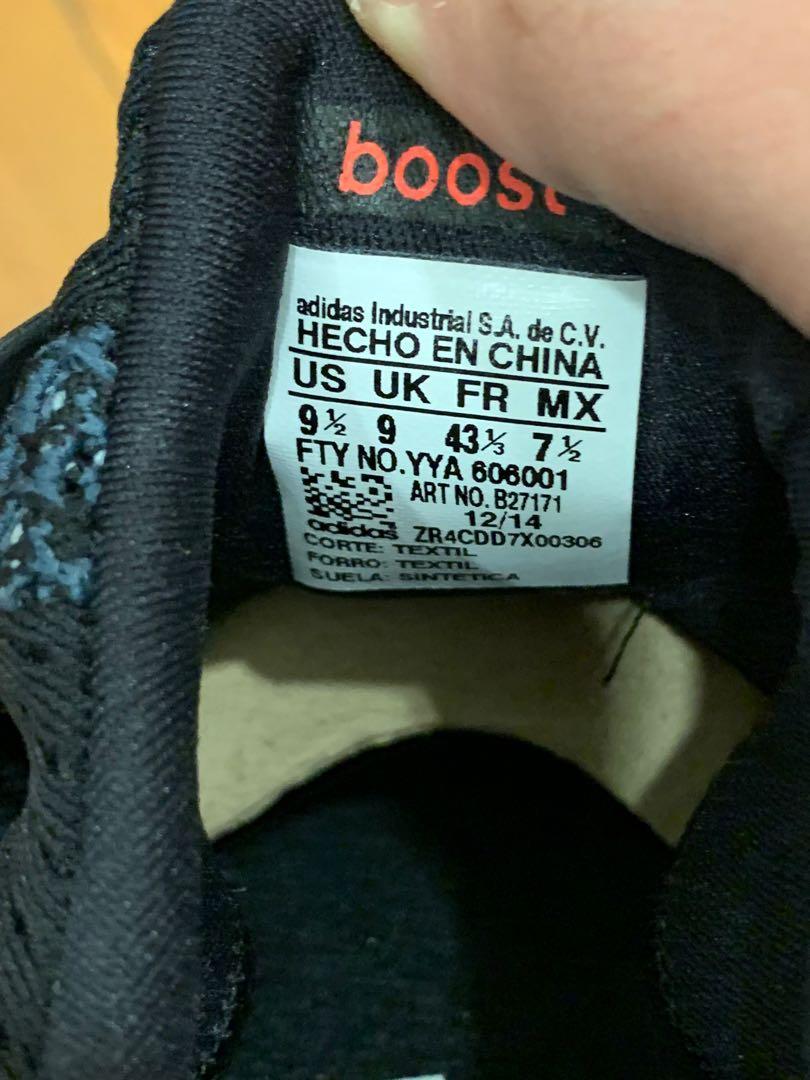 boost
adidas Industrial S.A. de C.V.
HECHO EN CHINA
US UK FR MX
9½ 9 43⅓ 7½
FTY NO. YYA 606001
ART NO. B27171
12/14
adidas ZR4CDD7X00306
CORTE: TEXTIL
FORRO: TEXTIL
SUELA: SINTETICA